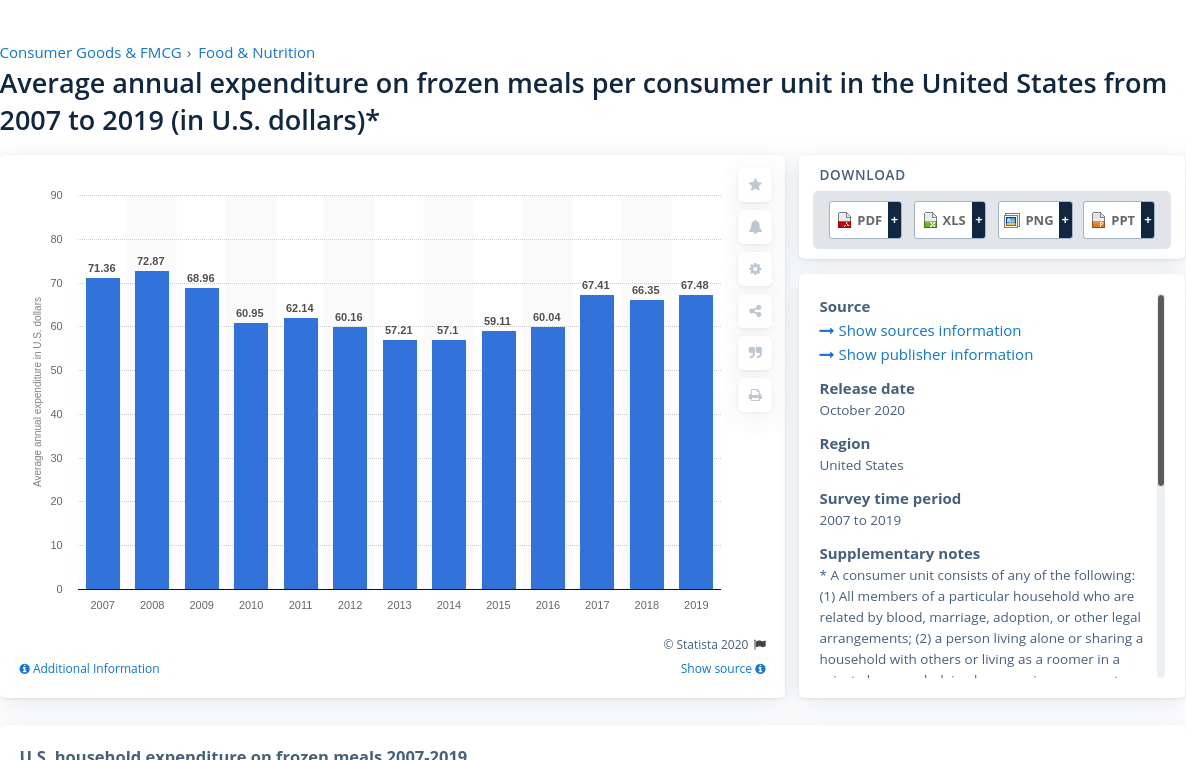 Consumer Goods & FMCG › Food & Nutrition
Average annual expenditure on frozen meals per consumer unit in the United States from
2007 to 2019 (in U.S. dollars)*
Average annual expenditure in U.S. dollars
90
80
70
60
50
40
30
20
10
0
71.36
72.87
68.96
60.95
62.14
60.16
57.21
57.1
59.11
60.04
67.41
66.35
67.48
2007 2008 2009 2010 2011 2012 2013 2014 2015 2016 2017 2018 2019
© Statista 2020
Additional Information
Show source
DOWNLOAD
PDF + XLS + PNG + PPT +
Source
Show sources information
Show publisher information
Release date
October 2020
Region
United States
Survey time period
2007 to 2019
Supplementary notes
* A consumer unit consists of any of the following:
(1) All members of a particular household who are
related by blood, marriage, adoption, or other legal
arrangements; (2) a person living alone or sharing a
household with others or living as a roomer in a
U.S. household expenditure on frozen meals 2007-2019